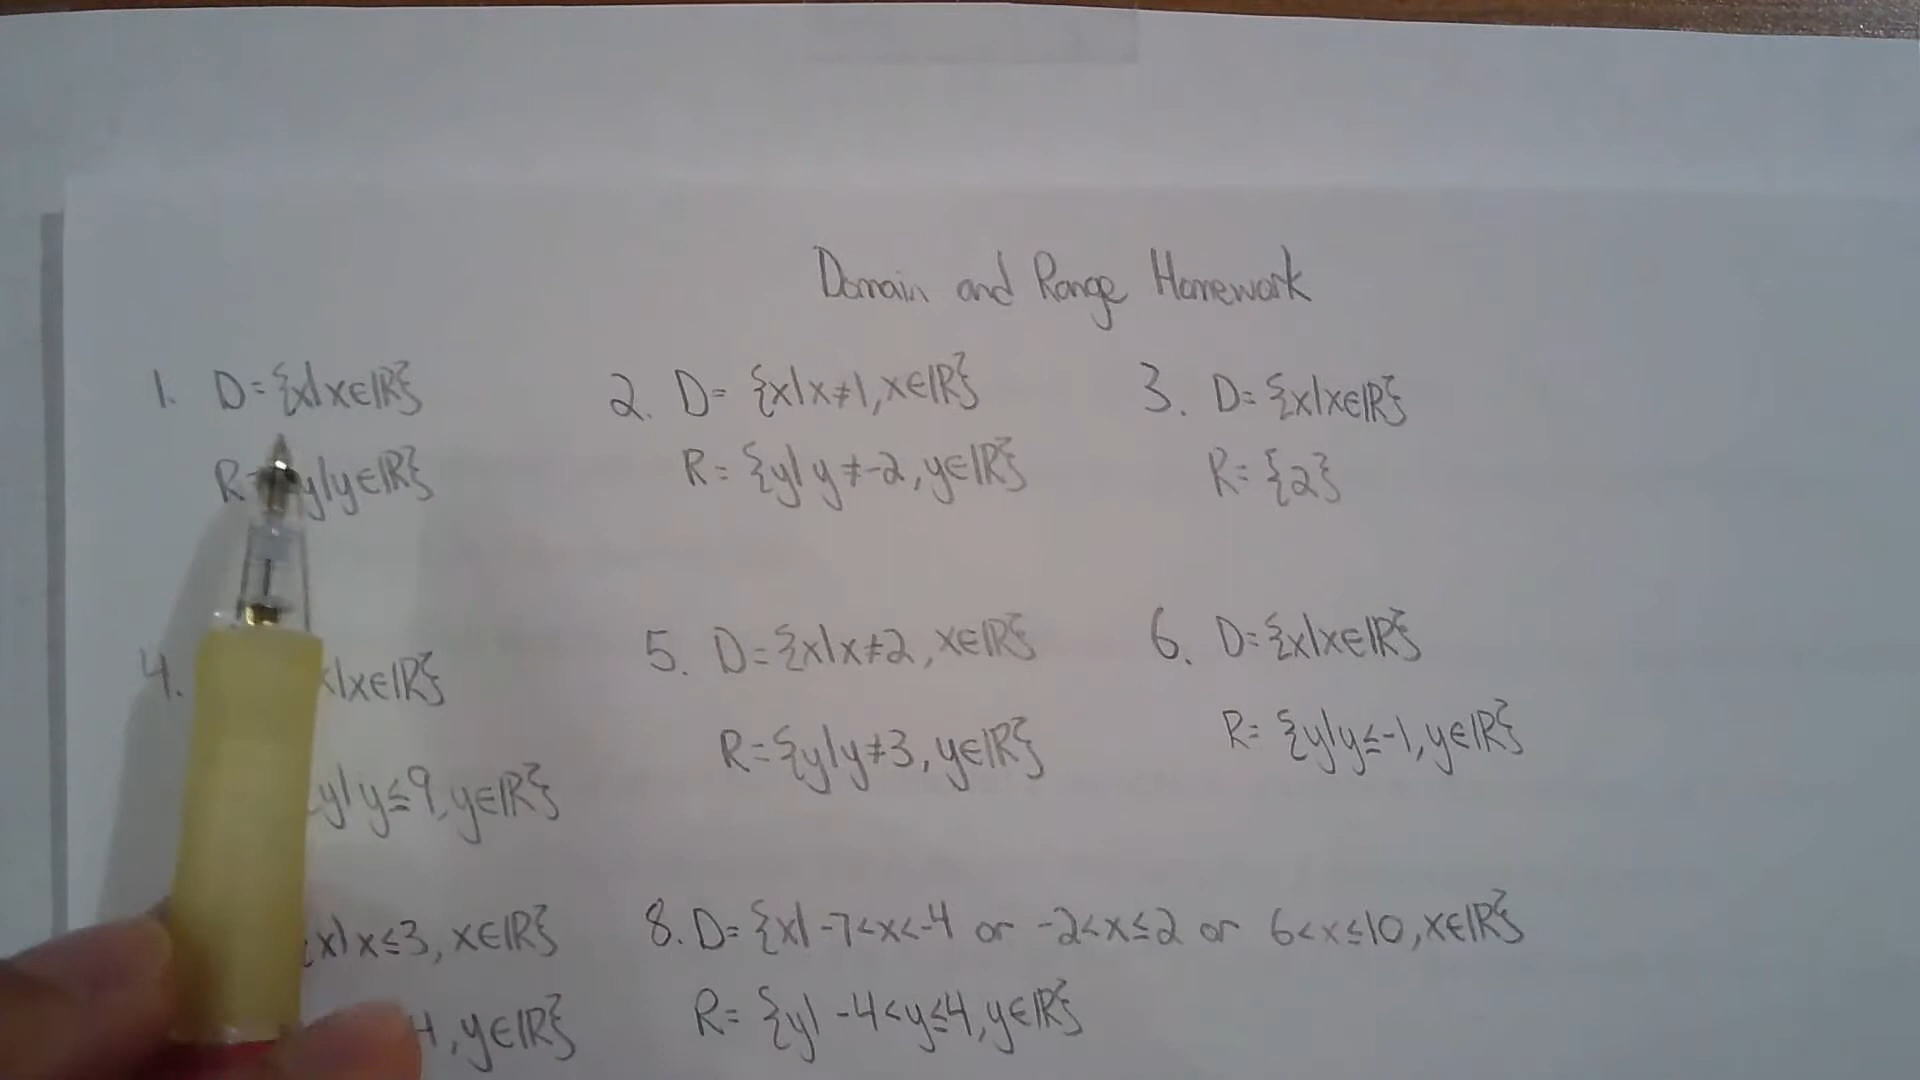 Domain and Range Homework
1. D= {x|x∈ℝ}
R= y|y∈ℝ}
2. D= {x|x≠1, x∈ℝ}
R= {y|y≠-2, y∈ℝ}
3. D= {x|x∈ℝ}
R= {2}
4. x|x∈ℝ}
y|y≤9, y∈ℝ}
5. D= {x|x≠2, x∈ℝ}
R= {y|y≠3, y∈ℝ}
6. D= {x|x∈ℝ}
R= {y|y≤-1, y∈ℝ}
{x|x≤3, x∈ℝ}
4, y∈ℝ}
8. D= {x|-7<x<-4 or -2<x≤2 or 6<x≤10, x∈ℝ}
R= {y|-4<y≤4, y∈ℝ}